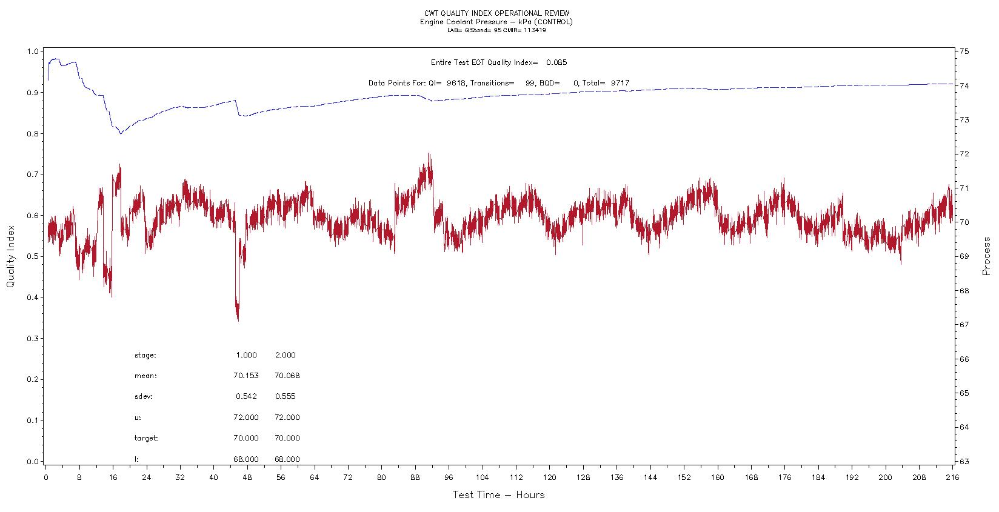 CWT QUALITY INDEX OPERATIONAL REVIEW
Engine Coolant Pressure – kPa (CONTROL)
LAB= G Stand= 95 CMIR= 113419
Entire Test EOT Quality Index= 0.085
Data Points For: QI= 9618, Transitions= 99, BQD= 0, Total= 9717
Quality Index
1.0
0.9
0.8
0.7
0.6
0.5
0.4
0.3
0.2
0.1
0.0
stage: 1.000 2.000
mean: 70.153 70.068
sdev: 0.542 0.555
u: 72.000 72.000
target: 70.000 70.000
l: 68.000 68.000
75
74
73
72
71
70
69
68
67
66
65
64
63
Process
0 8 16 24 32 40 48 56 64 72 80 88 96 104 112 120 128 136 144 152 160 168 176 184 192 200 208 216
Test Time – Hours